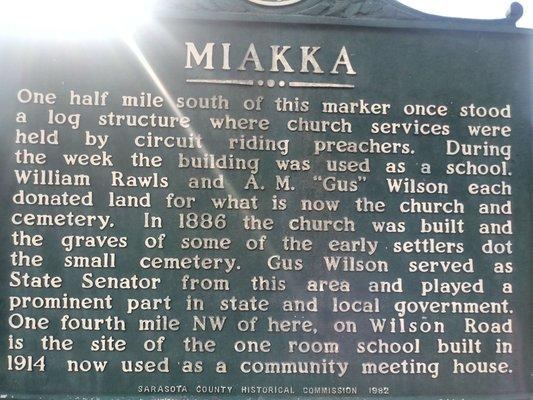 MIAKKA
One half mile south of this marker once stood
a log structure where church services were
held by circuit riding preachers. During
the week the building was used as a school.
William Rawls and A. M. "Gus" Wilson each
donated land for what is now the church and
cemetery. In 1886 the church was built and
the graves of some of the early settlers dot
the small cemetery. Gus Wilson served as
State Senator from this area and played a
prominent part in state and local government.
One fourth mile NW of here, on Wilson Road
is the site of the one room school built in
1914 now used as a community meeting house.
SARASOTA COUNTY HISTORICAL COMMISSION 1982